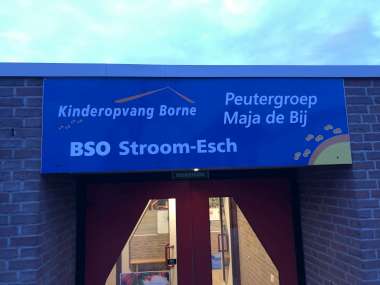 Kinderopvang Borne
Peutergroep
Maja de Bij
BSO Stroom-Esch